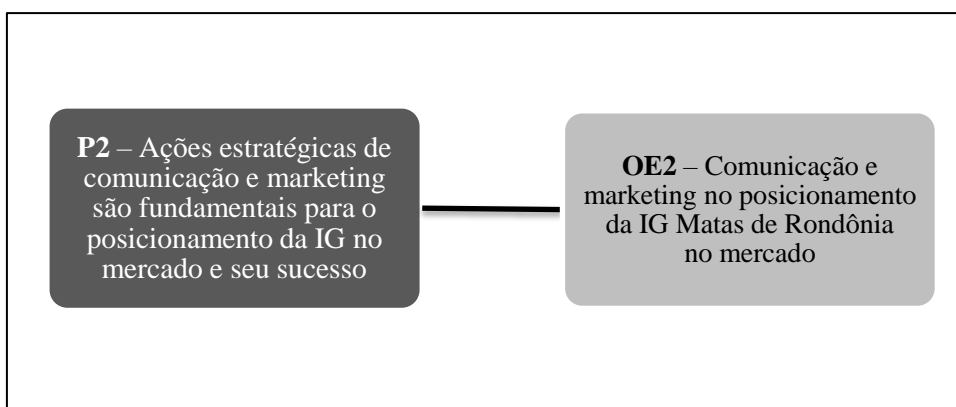 P2 – Ações estratégicas de
comunicação e marketing
são fundamentais para o
posicionamento da IG no
mercado e seu sucesso
OE2 – Comunicação e
marketing no posicionamento
da IG Matas de Rondônia
no mercado